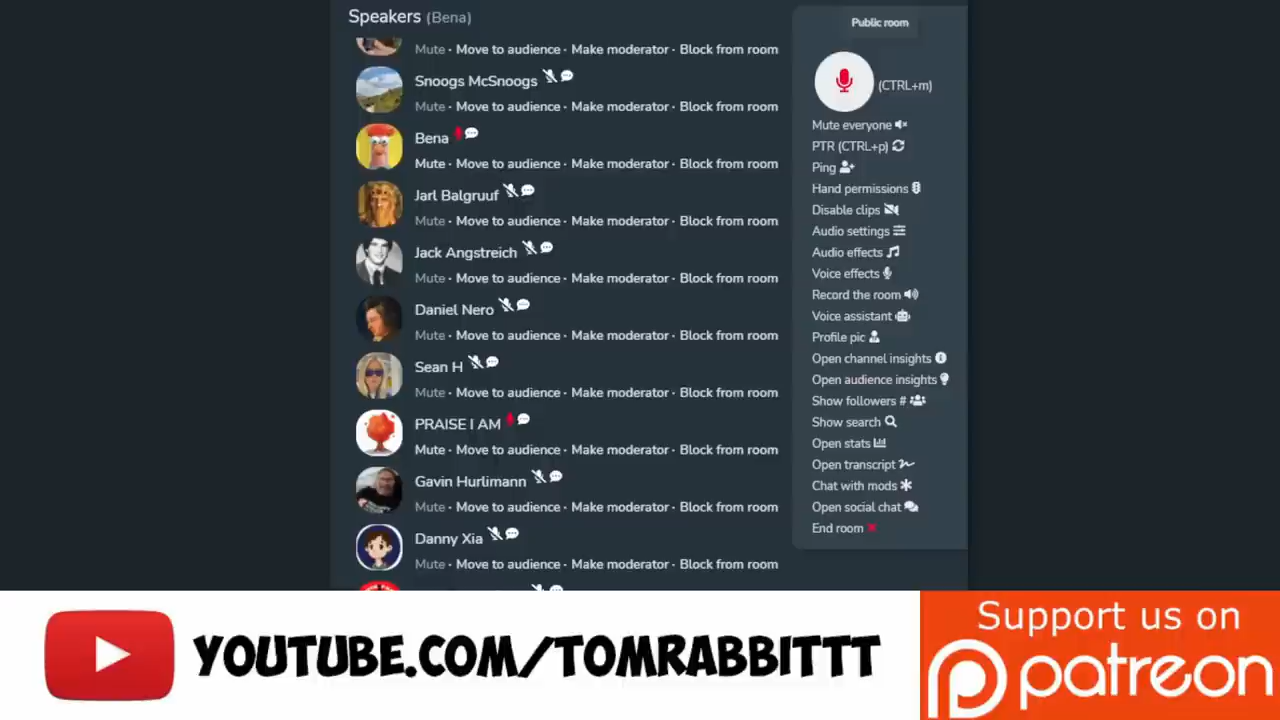 Speakers (Bena)
Mute · Move to audience · Make moderator · Block from room
Snoogs McSnoogs
Mute · Move to audience · Make moderator · Block from room
Bena
Mute · Move to audience · Make moderator · Block from room
Jarl Balgruuf
Mute · Move to audience · Make moderator · Block from room
Jack Angstreich
Mute · Move to audience · Make moderator · Block from room
Daniel Nero
Mute · Move to audience · Make moderator · Block from room
Sean H
Mute · Move to audience · Make moderator · Block from room
PRAISE I AM
Mute · Move to audience · Make moderator · Block from room
Gavin Hurlimann
Mute · Move to audience · Make moderator · Block from room
Danny Xia
Mute · Move to audience · Make moderator · Block from room
Public room
(CTRL+m)
Mute everyone
PTR (CTRL+p)
Ping
Hand permissions
Disable clips
Audio settings
Audio effects
Voice effects
Record the room
Voice assistant
Profile pic
Open channel insights
Open audience insights
Show followers #
Show search
Open stats
Open transcript
Chat with mods
Open social chat
End room
YOUTUBE.COM/TOMRABBITTT
Support us on
patreon